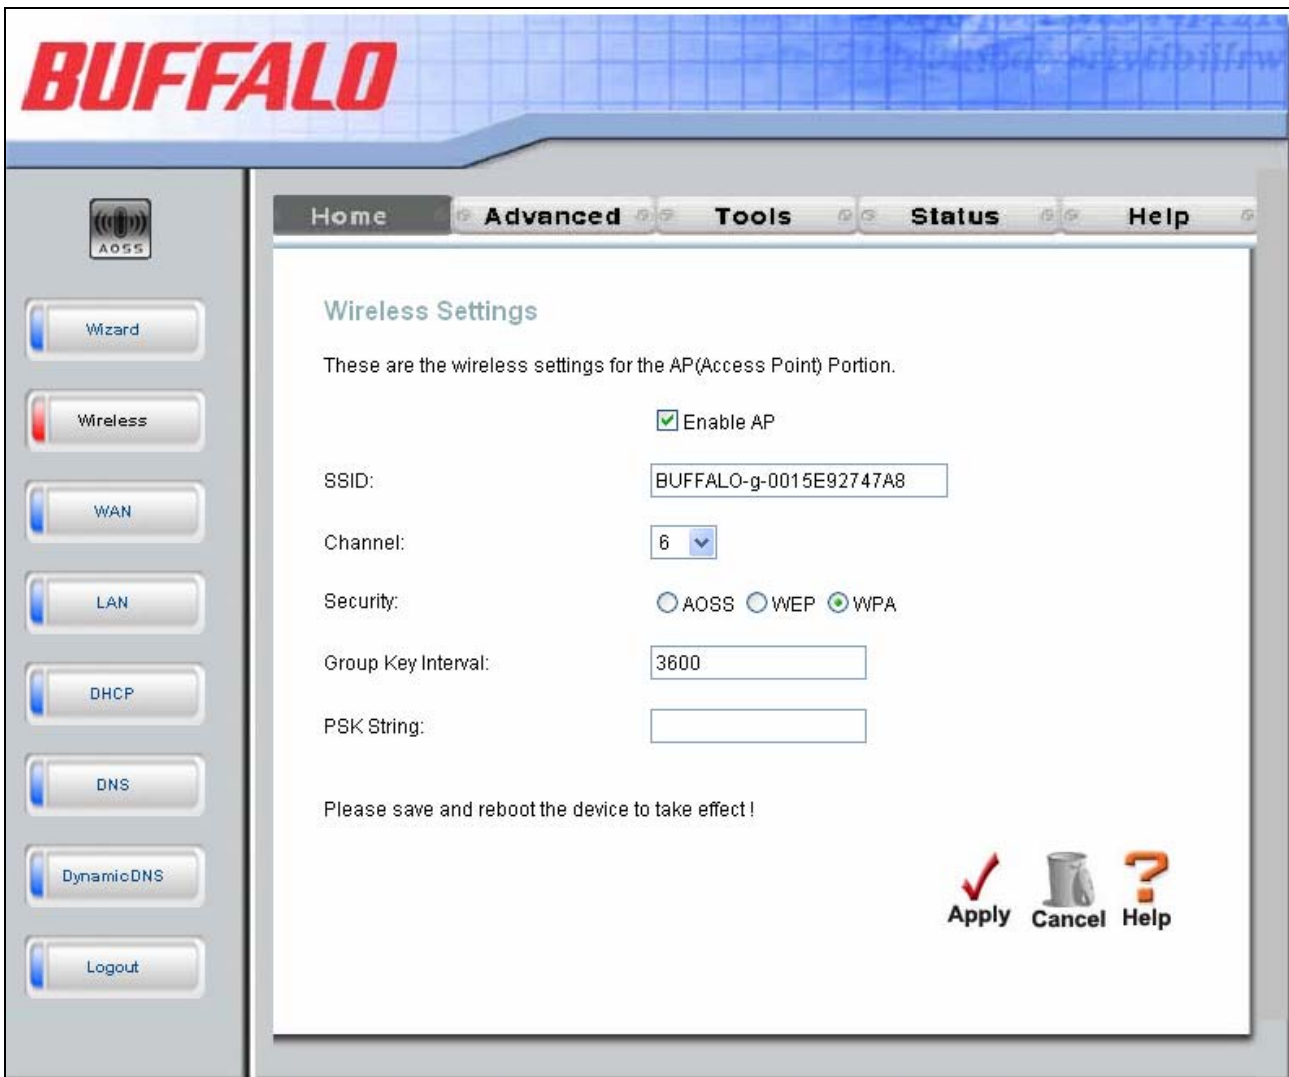 BUFFALO
AOSS
Home Advanced Tools Status Help
Wizard
Wireless
WAN
LAN
DHCP
DNS
DynamicDNS
Logout
Wireless Settings
These are the wireless settings for the AP(Access Point) Portion.
Enable AP
SSID: BUFFALO-g-0015E92747A8
Channel: 6
Security: AOSS WEP WPA
Group Key Interval: 3600
PSK String:
Please save and reboot the device to take effect !
Apply Cancel Help